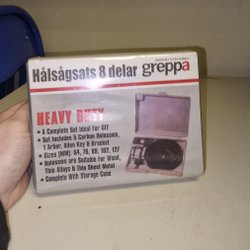 Hålsågsats 8 delar greppa
HEAVY DUTY
• A Complete Set Ideal for DIY
• Set Includes 5 Carbon Holesaws,
1 Arbor, Allen Key & Bracket
• Sizes (MM): 64, 76, 89, 102, 127
• Holesaws are Suitable for Wood,
Thin Alloys & Thin Sheet Metal
• Complete With Storage Case